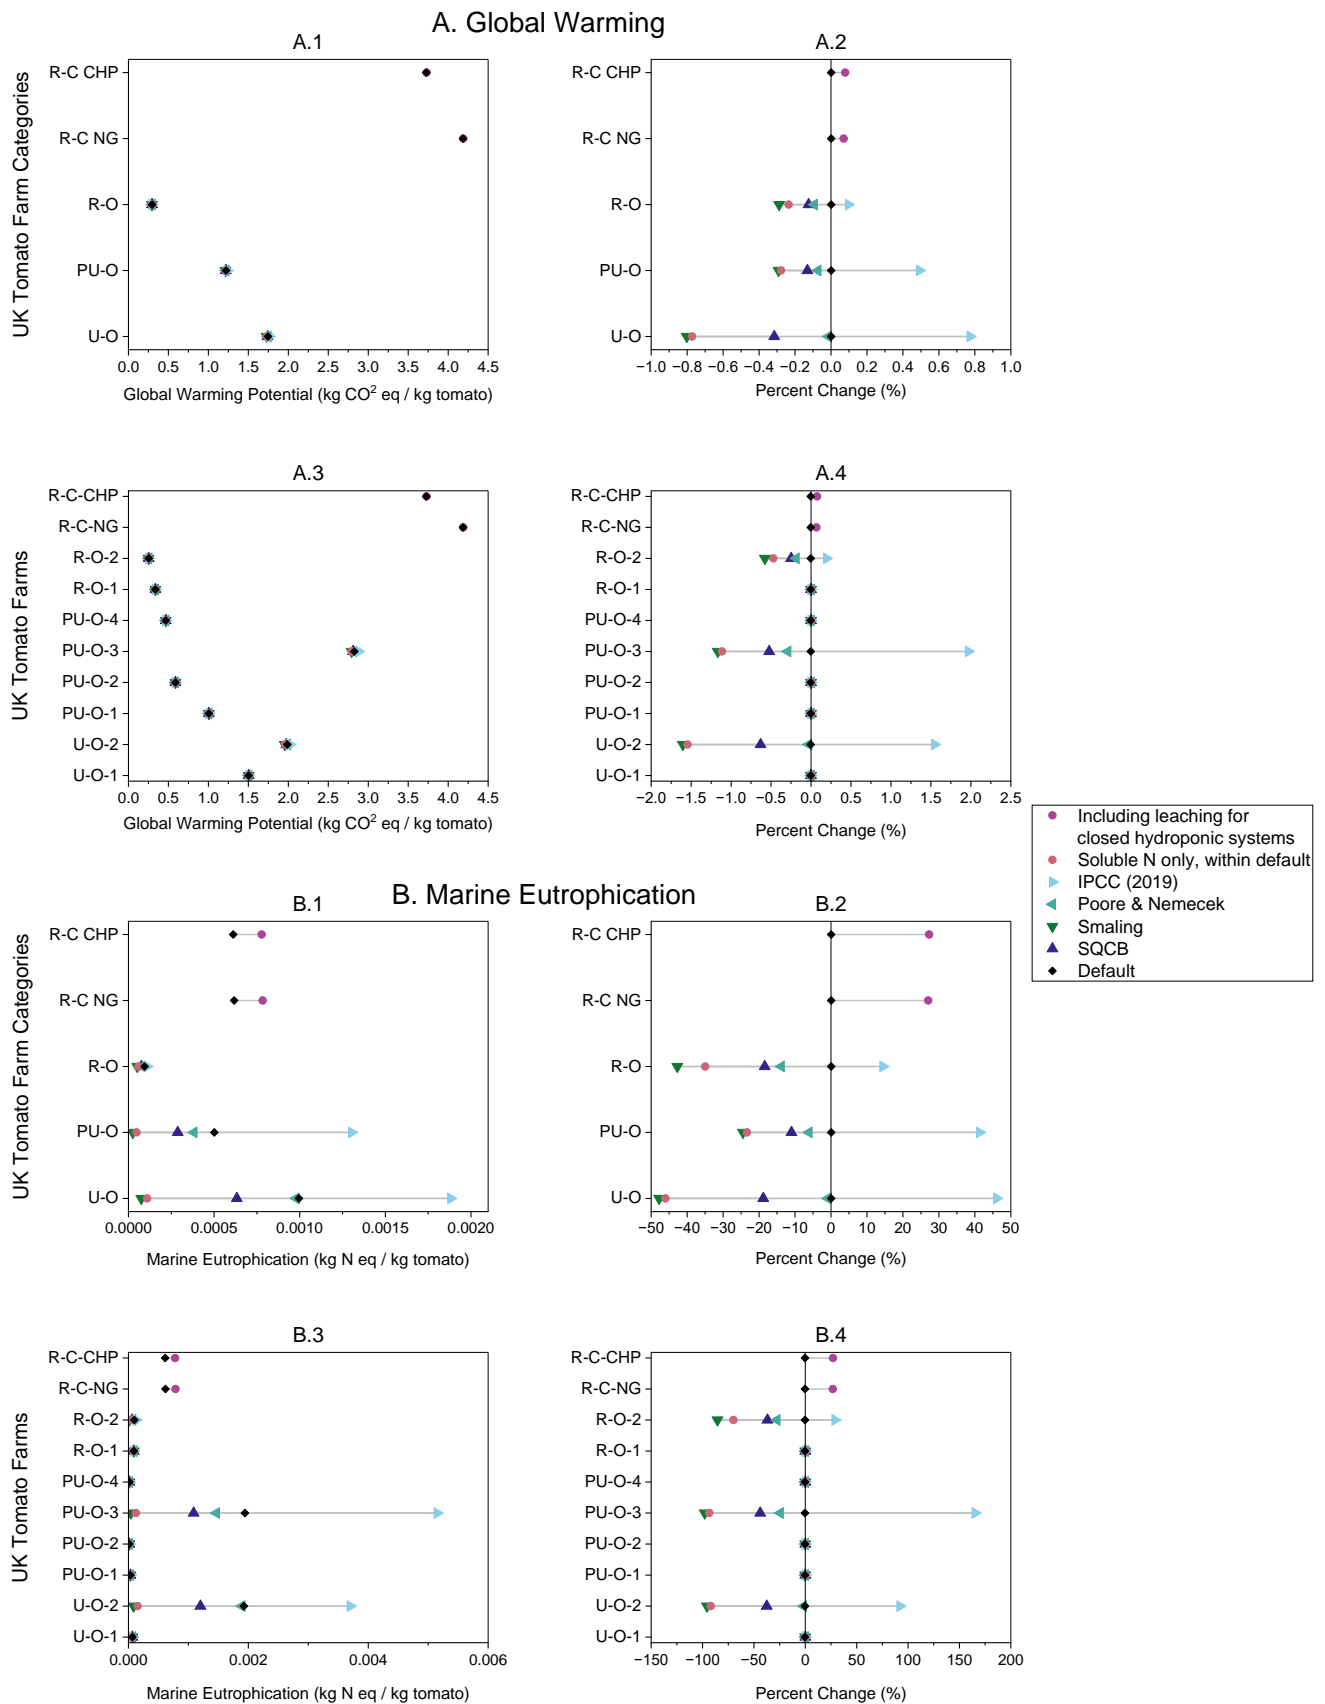 A. Global Warming
A.1
UK Tomato Farm Categories
R-C CHP
R-C NG
R-O
PU-O
U-O
0.0 0.5 1.0 1.5 2.0 2.5 3.0 3.5 4.0 4.5
Global Warming Potential (kg CO² eq / kg tomato)
A.2
R-C CHP
R-C NG
R-O
PU-O
U-O
−1.0 −0.8 −0.6 −0.4 −0.2 0.0 0.2 0.4 0.6 0.8 1.0
Percent Change (%)
A.3
UK Tomato Farms
R-C-CHP
R-C-NG
R-O-2
R-O-1
PU-O-4
PU-O-3
PU-O-2
PU-O-1
U-O-2
U-O-1
0.0 0.5 1.0 1.5 2.0 2.5 3.0 3.5 4.0 4.5
Global Warming Potential (kg CO² eq / kg tomato)
A.4
R-C-CHP
R-C-NG
R-O-2
R-O-1
PU-O-4
PU-O-3
PU-O-2
PU-O-1
U-O-2
U-O-1
−2.0 −1.5 −1.0 −0.5 0.0 0.5 1.0 1.5 2.0 2.5
Percent Change (%)
Including leaching for
closed hydroponic systems
Soluble N only, within default
IPCC (2019)
Poore & Nemecek
Smaling
SQCB
Default
B. Marine Eutrophication
B.1
UK Tomato Farm Categories
R-C CHP
R-C NG
R-O
PU-O
U-O
0.0000 0.0005 0.0010 0.0015 0.0020
Marine Eutrophication (kg N eq / kg tomato)
B.2
R-C CHP
R-C NG
R-O
PU-O
U-O
−50 −40 −30 −20 −10 0 10 20 30 40 50
Percent Change (%)
B.3
UK Tomato Farms
R-C-CHP
R-C-NG
R-O-2
R-O-1
PU-O-4
PU-O-3
PU-O-2
PU-O-1
U-O-2
U-O-1
0.000 0.002 0.004 0.006
Marine Eutrophication (kg N eq / kg tomato)
B.4
R-C-CHP
R-C-NG
R-O-2
R-O-1
PU-O-4
PU-O-3
PU-O-2
PU-O-1
U-O-2
U-O-1
−150 −100 −50 0 50 100 150 200
Percent Change (%)